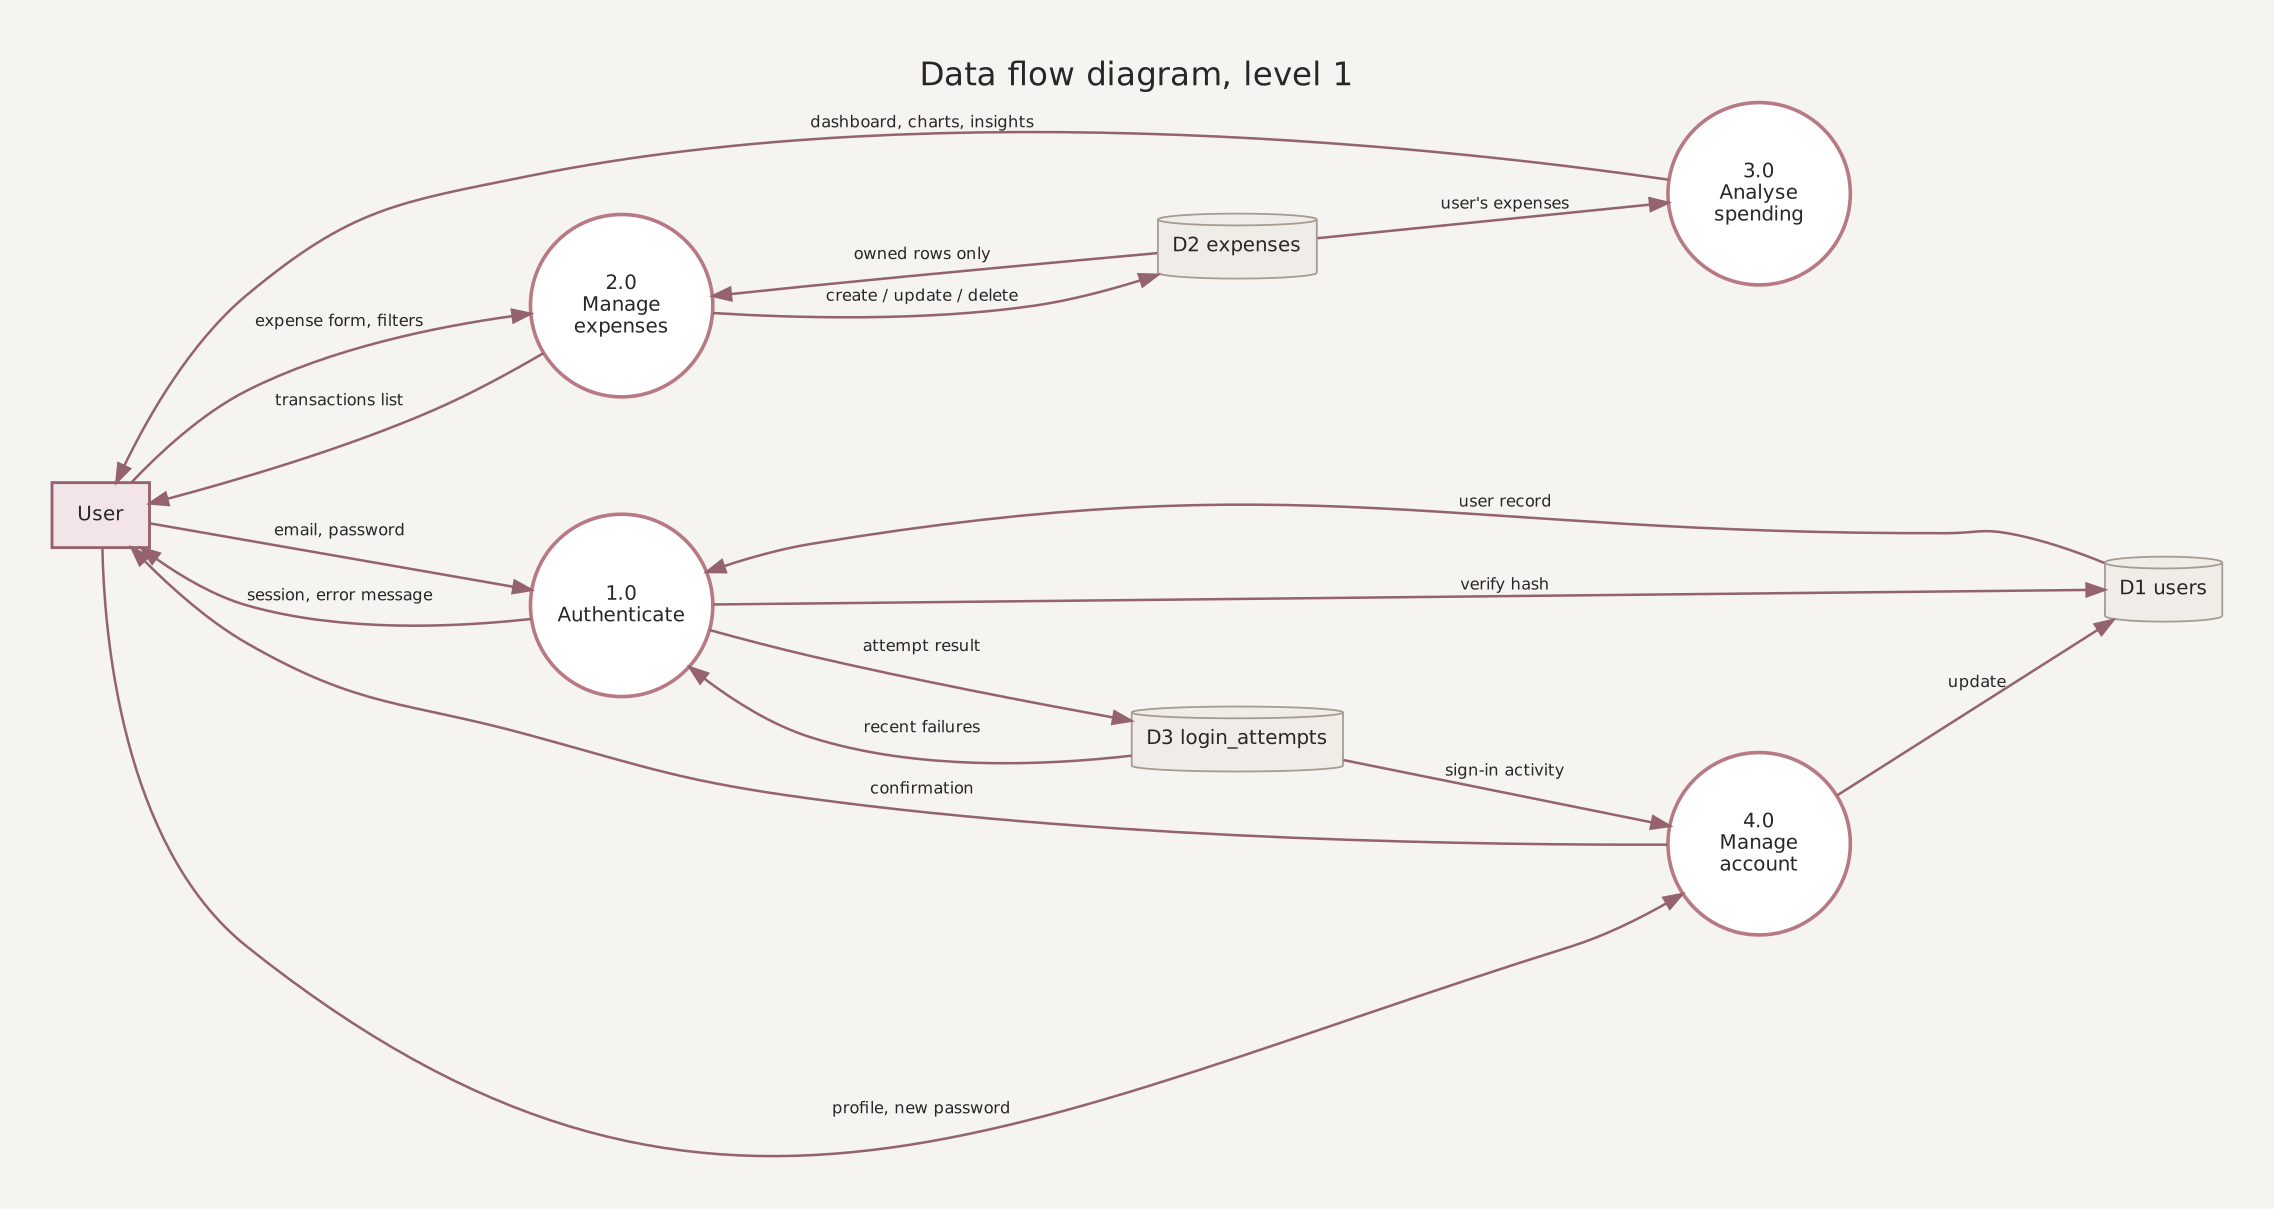 Data flow diagram, level 1
dashboard, charts, insights
3.0
Analyse
spending
user's expenses
D2 expenses
owned rows only
create / update / delete
2.0
Manage
expenses
expense form, filters
transactions list
User
email, password
session, error message
1.0
Authenticate
user record
verify hash
D1 users
attempt result
recent failures
D3 login_attempts
update
sign-in activity
confirmation
4.0
Manage
account
profile, new password